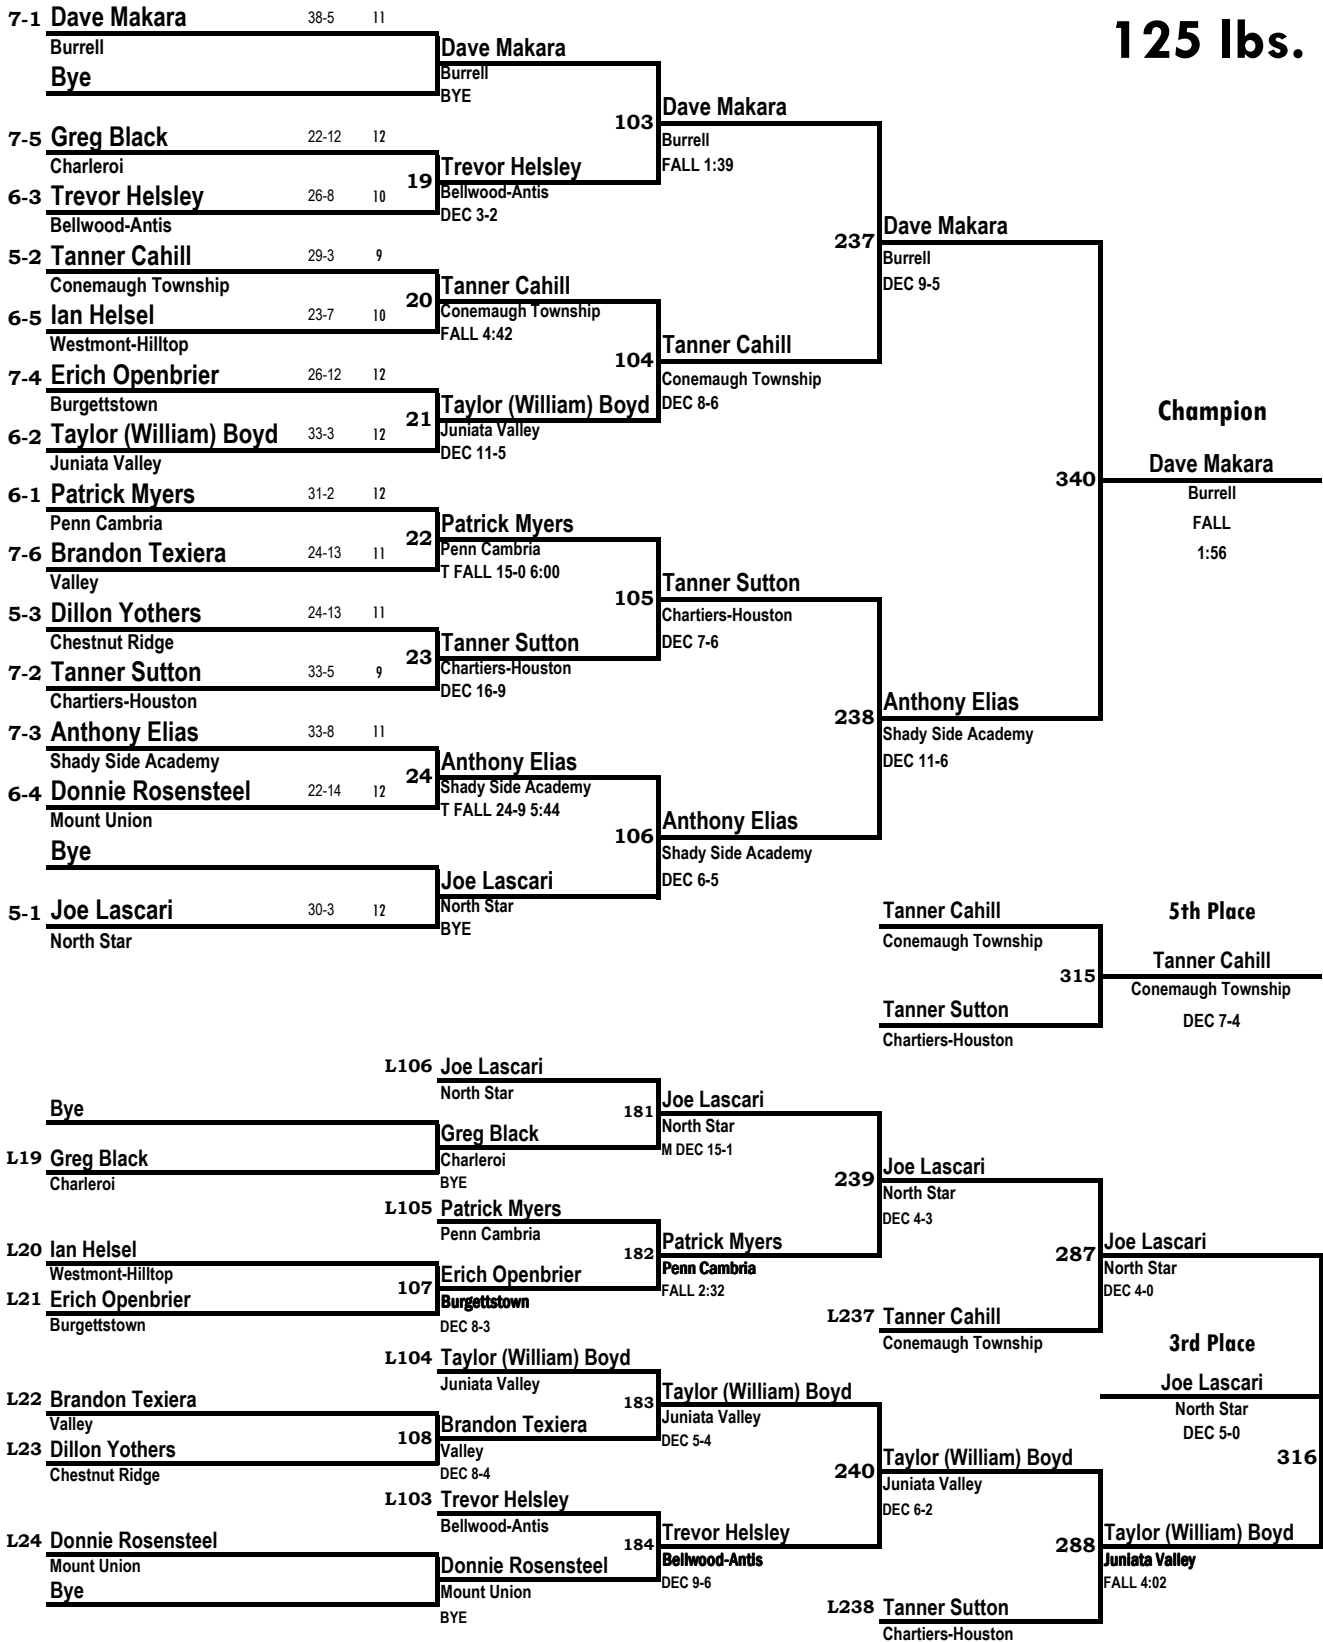 125 lbs.
7-1 Dave Makara 38-5 11
Burrell
Bye
Dave Makara
Burrell
BYE
7-5 Greg Black 22-12 12
Charleroi
6-3 Trevor Helsley 26-8 10
Bellwood-Antis
19
Trevor Helsley
Bellwood-Antis
DEC 3-2
103
Dave Makara
Burrell
FALL 1:39
5-2 Tanner Cahill 29-3 9
Conemaugh Township
6-5 Ian Helsel 23-7 10
Westmont-Hilltop
20
Tanner Cahill
Conemaugh Township
FALL 4:42
7-4 Erich Openbrier 26-12 12
Burgettstown
6-2 Taylor (William) Boyd 33-3 12
Juniata Valley
21
Taylor (William) Boyd
Juniata Valley
DEC 11-5
104
Tanner Cahill
Conemaugh Township
DEC 8-6
237
Dave Makara
Burrell
DEC 9-5
6-1 Patrick Myers 31-2 12
Penn Cambria
7-6 Brandon Texiera 24-13 11
Valley
22
Patrick Myers
Penn Cambria
T FALL 15-0 6:00
5-3 Dillon Yothers 24-13 11
Chestnut Ridge
7-2 Tanner Sutton 33-5 9
Chartiers-Houston
23
Tanner Sutton
Chartiers-Houston
DEC 16-9
105
Tanner Sutton
Chartiers-Houston
DEC 7-6
7-3 Anthony Elias 33-8 11
Shady Side Academy
6-4 Donnie Rosensteel 22-14 12
Mount Union
24
Anthony Elias
Shady Side Academy
T FALL 24-9 5:44
Bye
5-1 Joe Lascari 30-3 12
North Star
Joe Lascari
North Star
BYE
106
Anthony Elias
Shady Side Academy
DEC 6-5
238
Anthony Elias
Shady Side Academy
DEC 11-6
340
Champion
Dave Makara
Burrell
FALL
1:56
Tanner Cahill
Conemaugh Township
Tanner Sutton
Chartiers-Houston
315
5th Place
Tanner Cahill
Conemaugh Township
DEC 7-4
L106 Joe Lascari
North Star
Bye
L19 Greg Black
Charleroi
Greg Black
Charleroi
BYE
181
Joe Lascari
North Star
M DEC 15-1
L105 Patrick Myers
Penn Cambria
L20 Ian Helsel
Westmont-Hilltop
L21 Erich Openbrier
Burgettstown
107
Erich Openbrier
Burgettstown
DEC 8-3
182
Patrick Myers
Penn Cambria
FALL 2:32
239
Joe Lascari
North Star
DEC 4-3
L237 Tanner Cahill
Conemaugh Township
287
Joe Lascari
North Star
DEC 4-0
L104 Taylor (William) Boyd
Juniata Valley
L22 Brandon Texiera
Valley
L23 Dillon Yothers
Chestnut Ridge
108
Brandon Texiera
Valley
DEC 8-4
183
Taylor (William) Boyd
Juniata Valley
DEC 5-4
L103 Trevor Helsley
Bellwood-Antis
L24 Donnie Rosensteel
Mount Union
Bye
Donnie Rosensteel
Mount Union
BYE
184
Trevor Helsley
Bellwood-Antis
DEC 9-6
240
Taylor (William) Boyd
Juniata Valley
DEC 6-2
L238 Tanner Sutton
Chartiers-Houston
288
Taylor (William) Boyd
Juniata Valley
FALL 4:02
3rd Place
Joe Lascari
North Star
DEC 5-0
316